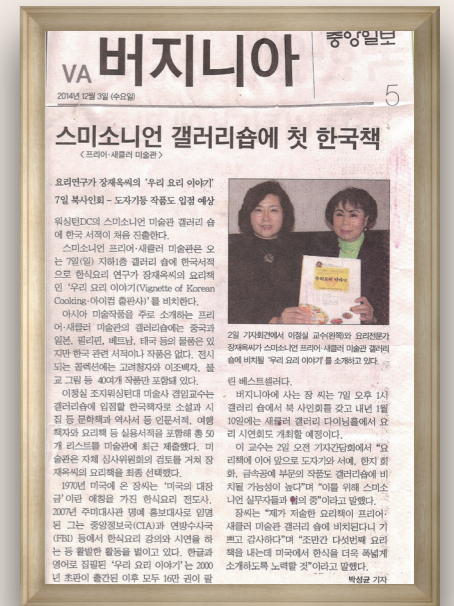 VA 버지니아
중앙일보
2014년 12월 3일 (수요일)
5
스미소니언 갤러리숍에 첫 한국책
<프리어·새클러 미술관>
요리연구가 장재옥씨의 '우리 요리 이야기'
7일 북사인회 – 도자기등 작품도 입점 예상
워싱턴DC의 스미소니언 미술관 갤러리 숍
에 한국 서적이 처음 진출한다.
스미소니언 프리어·새클러 미술관은 오
는 7일(일) 지하1층 갤러리 숍에 한국서적
으로 한식요리 연구가 장재옥씨의 요리책
인 '우리 요리 이야기(Vignette of Korean
Cooking·아이컴 출판사)'를 비치한다.
아시아 미술작품을 주로 소개하는 프리
어·새클러 미술관의 갤러리숍에는 중국과
일본, 필리핀, 베트남, 태국 등의 물품은 있
지만 한국 관련 서적이나 작품은 없다. 전시
되는 콜렉션에는 고려청자와 이조백자, 불
교 그림 등 40여개 작품만 포함돼 있다.
이정실 조지워싱턴대 미술사 겸임교수는
갤러리숍에 입점할 한국책자로 소설과 시
집 등 문학책과 역사서 등 인문서적, 여행
책자와 요리책 등 실용서적을 포함해 총 50
개 리스트를 미술관에 최근 제출했다. 미
술관은 자체 심사위원회의 검토를 거쳐 장
재옥씨의 요리책을 최종 선택했다.
1970년 미국에 온 장씨는 '미국의 대장
금'이란 애칭을 가진 한식요리 전도사.
2007년 주미대사관 명예 홍보대사로 임명
된 그는 중앙정보국(CIA)과 연방수사국
(FBI) 등에서 한식요리 강의와 시연을 하
는 등 활발한 활동을 벌이고 있다. 한글과
영어로 집필된 '우리 요리 이야기'는 2000
년 초판이 출간된 이후 모두 16만 권이 팔
2일 기자회견에서 이정실 교수(왼쪽)와 요리전문가
장재옥씨가 스미소니언 프리어·새클러 미술관 갤러리
숍에 비치될 '우리 요리 이야기'를 소개하고 있다.
린 베스트셀러다.
버지니아에 사는 장 씨는 7일 오후 1시
갤러리 숍에서 북 사인회를 갖고 내년 1월
10일에는 새클러 갤러리 다이닝홀에서 요
리 시연회도 개최할 예정이다.
이 교수는 2일 오전 기자간담회에서 "요
리책에 이어 앞으로 도자기와 서예, 한지 회
화, 금속공예 부문의 작품도 갤러리숍에 비
치될 가능성이 높다"며 "이를 위해 스미소
니언 실무자들과 협의 중"이라고 말했다.
장씨는 "제가 저술한 요리책이 프리어·
새클러 미술관 갤러리 숍에 비치된다니 기
쁘고 감사하다"며 "조만간 다섯번째 요리
책을 내는데 미국에서 한식을 더욱 폭넓게
소개하도록 노력할 것"이라고 말했다.
박성균 기자